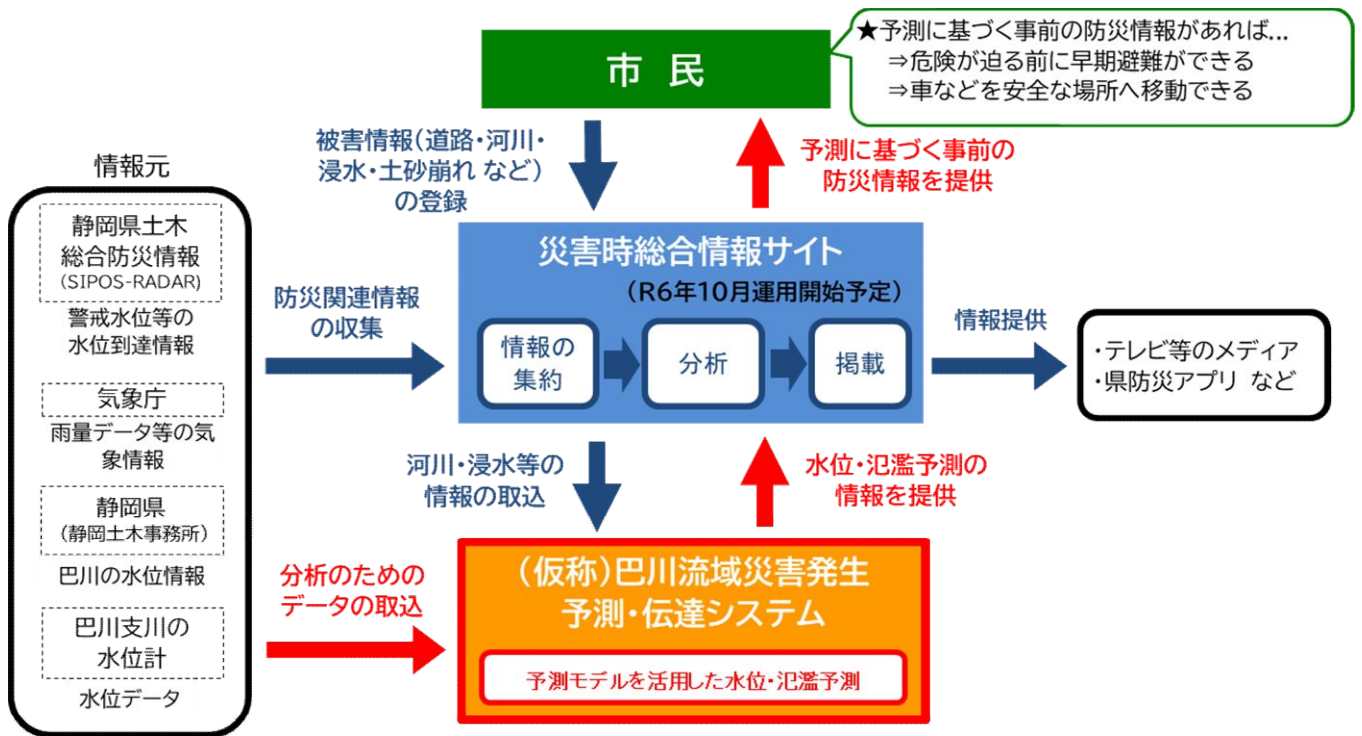 ★予測に基づく事前の防災情報があれば...
⇒危険が迫る前に早期避難ができる
⇒車などを安全な場所へ移動できる
市 民
被害情報（道路・河川・
浸水・土砂崩れ など）
の登録
予測に基づく事前の
防災情報を提供
情報元
静岡県土木
総合防災情報
(SIPOS-RADAR)
警戒水位等の
水位到達情報
気象庁
雨量データ等の気
象情報
静岡県
（静岡土木事務所）
巴川の水位情報
巴川支川の
水位計
水位データ
防災関連情報
の収集
災害時総合情報サイト
（R6年10月運用開始予定）
情報の
集約
分析
掲載
情報提供
・テレビ等のメディア
・県防災アプリ など
河川・浸水等の
情報の取込
水位・氾濫予測の
情報を提供
分析のための
データの取込
（仮称）巴川流域災害発生
予測・伝達システム
予測モデルを活用した水位・氾濫予測